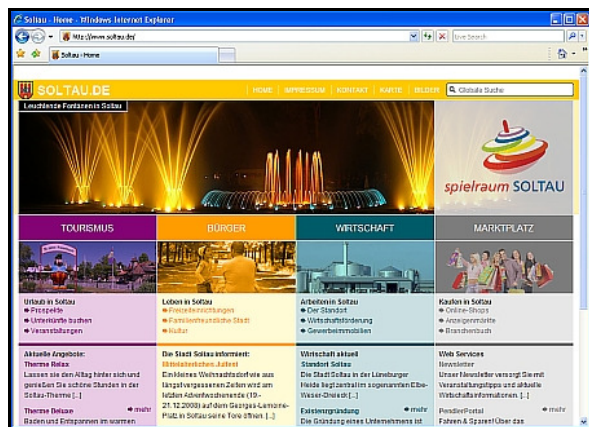 Soltau - Home - Windows Internet Explorer
http://www.soltau.de/
Live Search
Soltau - Home
SOLTAU.DE
HOME | IMPRESSUM | KONTAKT | KARTE | BILDER
Globale Suche
Leuchtende Fontänen in Soltau
spielraum SOLTAU
TOURISMUS
BÜRGER
WIRTSCHAFT
MARKTPLATZ
Urlaub in Soltau
Prospekte
Unterkünfte buchen
Veranstaltungen
Leben in Soltau
Freizeiteinrichtungen
Familienfreundliche Stadt
Kultur
Arbeiten in Soltau
Der Standort
Wirtschaftsförderung
Gewerbeimmobilien
Kaufen in Soltau
Online-Shops
Anzeigenmärkte
Branchenbuch
Aktuelle Angebote:
Therme Relax
Lassen sie den Alltag hinter sich und
genießen Sie schöne Stunden in der
Soltau-Therme [...]
mehr
Therme Deluxe
Baden und Entspannen im warmen
Die Stadt Soltau informiert:
Mittelalterliches Julfest
Ein kleines Weihnachtsdorf wie aus
längst vergessenen Zeiten wird am
letzten Adventwochenende (19.-
21.12.2008) auf dem Georges-Lemoine-
Platz in Soltau seine Tore öffnen. [...]
Wirtschaft aktuell
Standort Soltau
Die Stadt Soltau in der Lüneburger
Heide liegt zentral im sogenannten Elbe-
Weser-Dreieck [...]
mehr
Existenzgründung
Die Gründung eines Unternehmens ist
Web Services
Newsletter
Unser Newsletter versorgt Sie mit
Veranstaltungstipps und aktuelle
Wirtschaftsinformationen. [...]
mehr
PendlerPortal
Fahren & Sparen! Über das